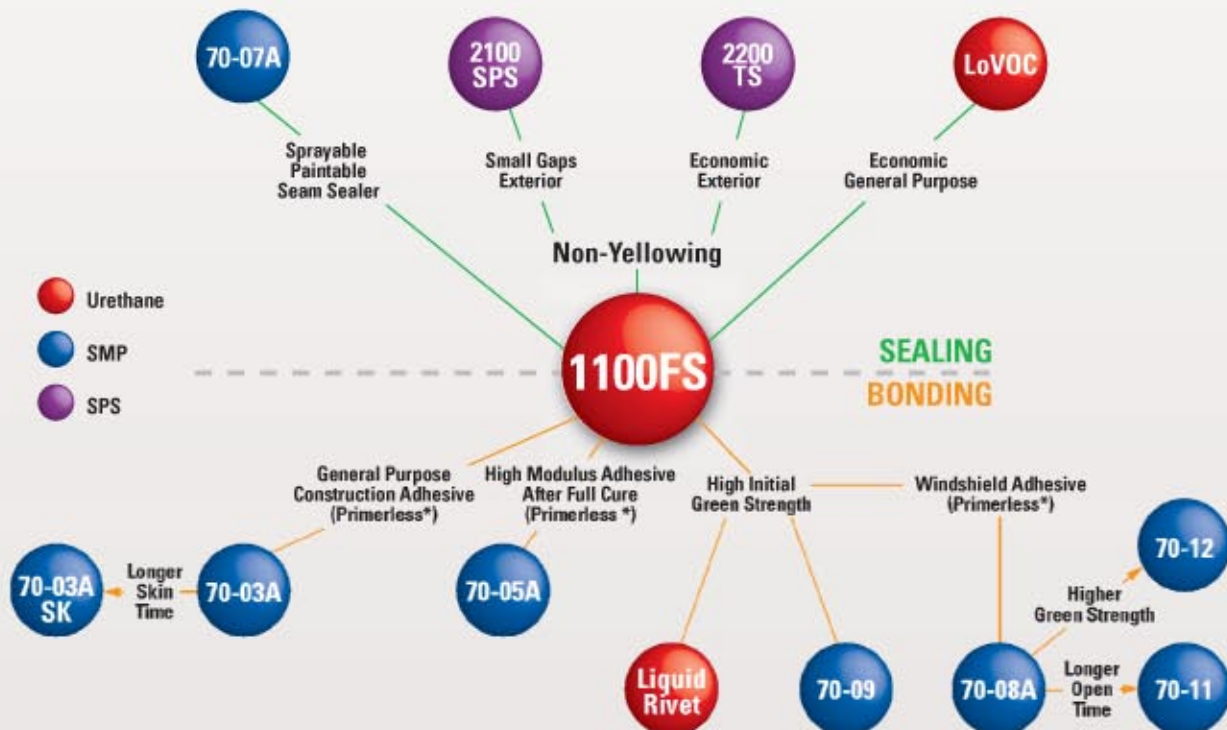 70-07A
2100
SPS
2200
TS
LoVOC
Sprayable
Paintable
Seam Sealer
Small Gaps
Exterior
Economic
Exterior
Economic
General Purpose
Non-Yellowing
Urethane
SMP
SPS
1100FS
SEALING
BONDING
General Purpose
Construction Adhesive
(Primerless*)
High Modulus Adhesive
After Full Cure
(Primerless *)
High Initial
Green Strength
Windshield Adhesive
(Primerless*)
70-03A
SK
Longer
Skin
Time
70-03A
70-05A
70-12
Higher
Green Strength
Liquid
Rivet
70-09
70-08A
Longer
Open
Time
70-11